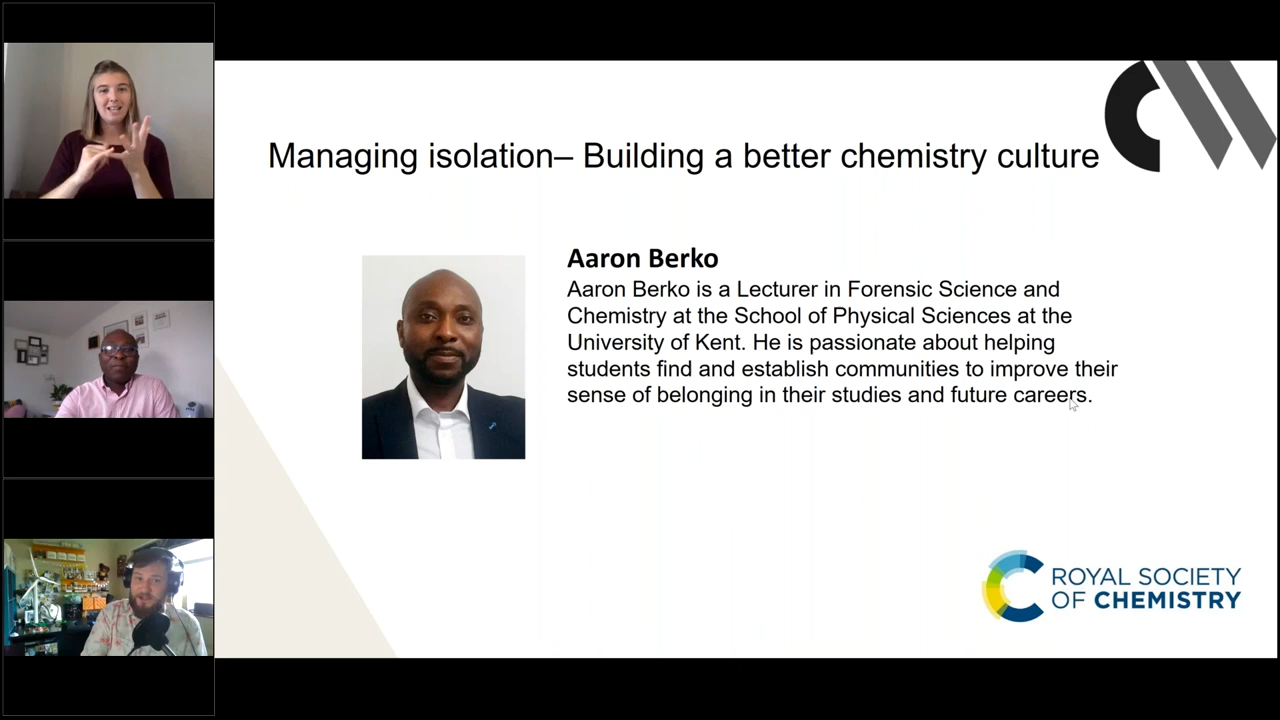 Managing isolation– Building a better chemistry culture
Aaron Berko
Aaron Berko is a Lecturer in Forensic Science and
Chemistry at the School of Physical Sciences at the
University of Kent. He is passionate about helping
students find and establish communities to improve their
sense of belonging in their studies and future careers.
ROYAL SOCIETY
OF CHEMISTRY